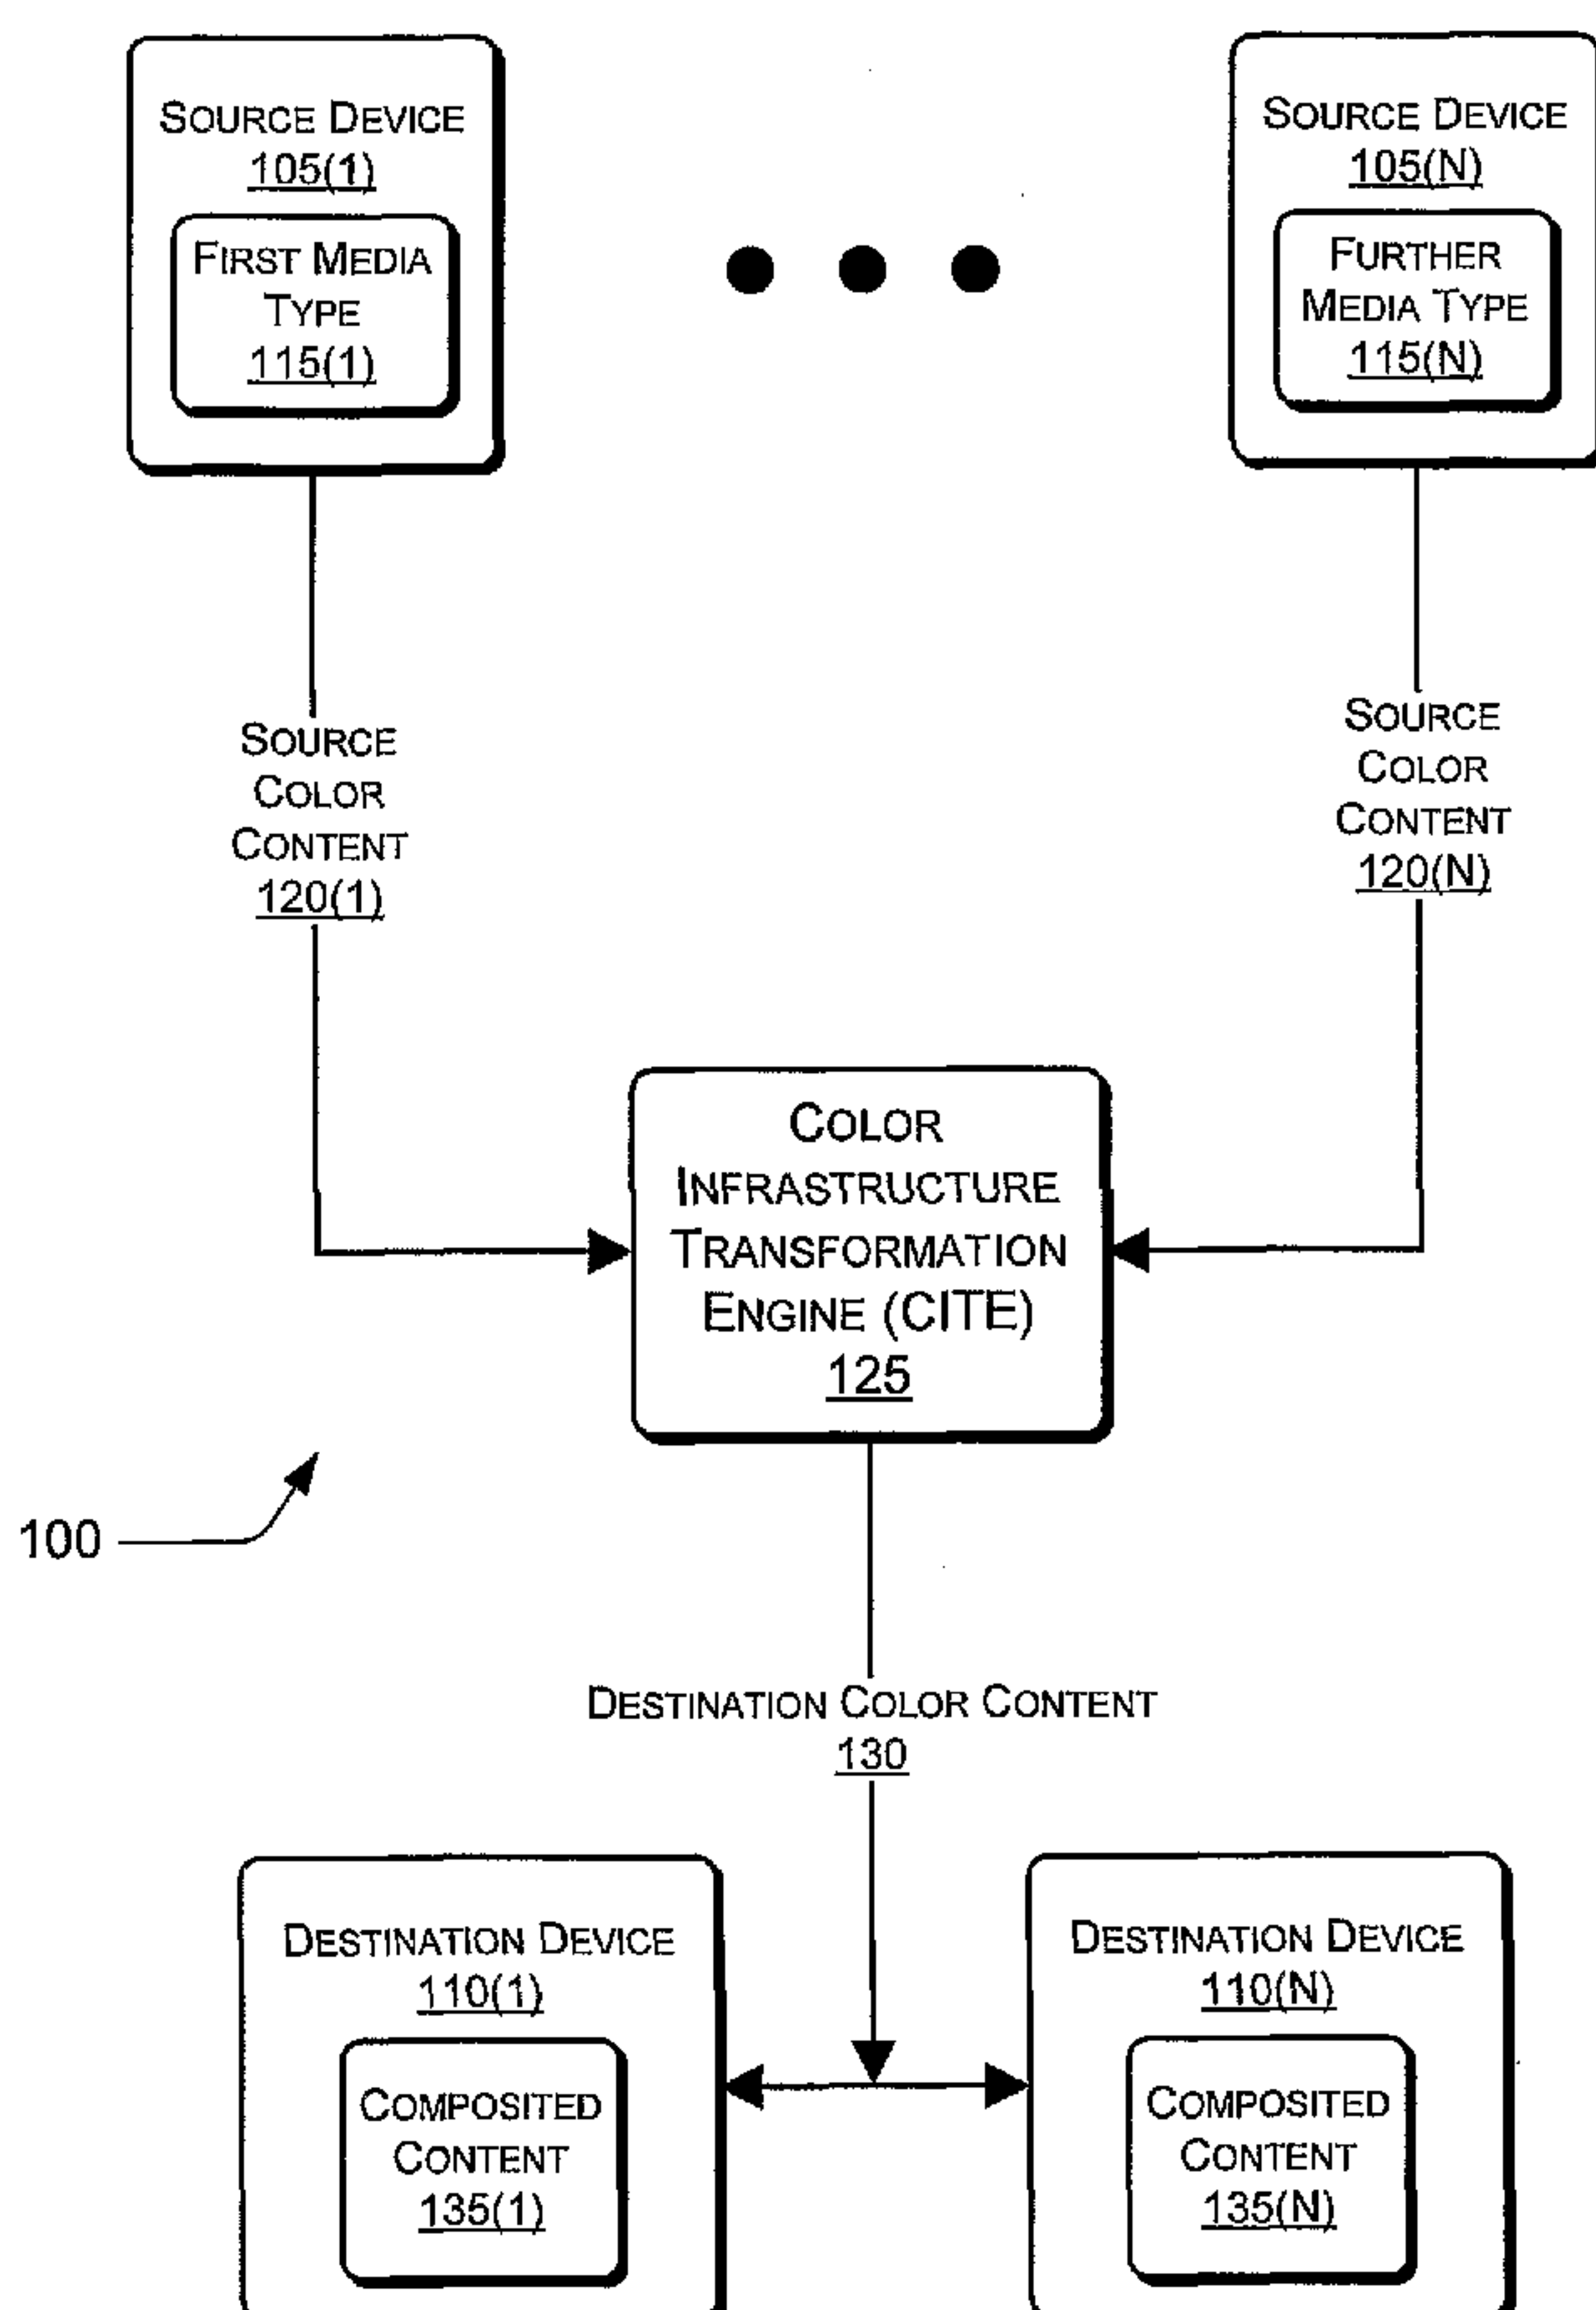 SOURCE DEVICE
105(1)
FIRST MEDIA
TYPE
115(1)
SOURCE DEVICE
105(N)
FURTHER
MEDIA TYPE
115(N)
SOURCE
COLOR
CONTENT
120(1)
SOURCE
COLOR
CONTENT
120(N)
COLOR
INFRASTRUCTURE
TRANSFORMATION
ENGINE (CITE)
125
100
DESTINATION COLOR CONTENT
130
DESTINATION DEVICE
110(1)
COMPOSITED
CONTENT
135(1)
DESTINATION DEVICE
110(N)
COMPOSITED
CONTENT
135(N)